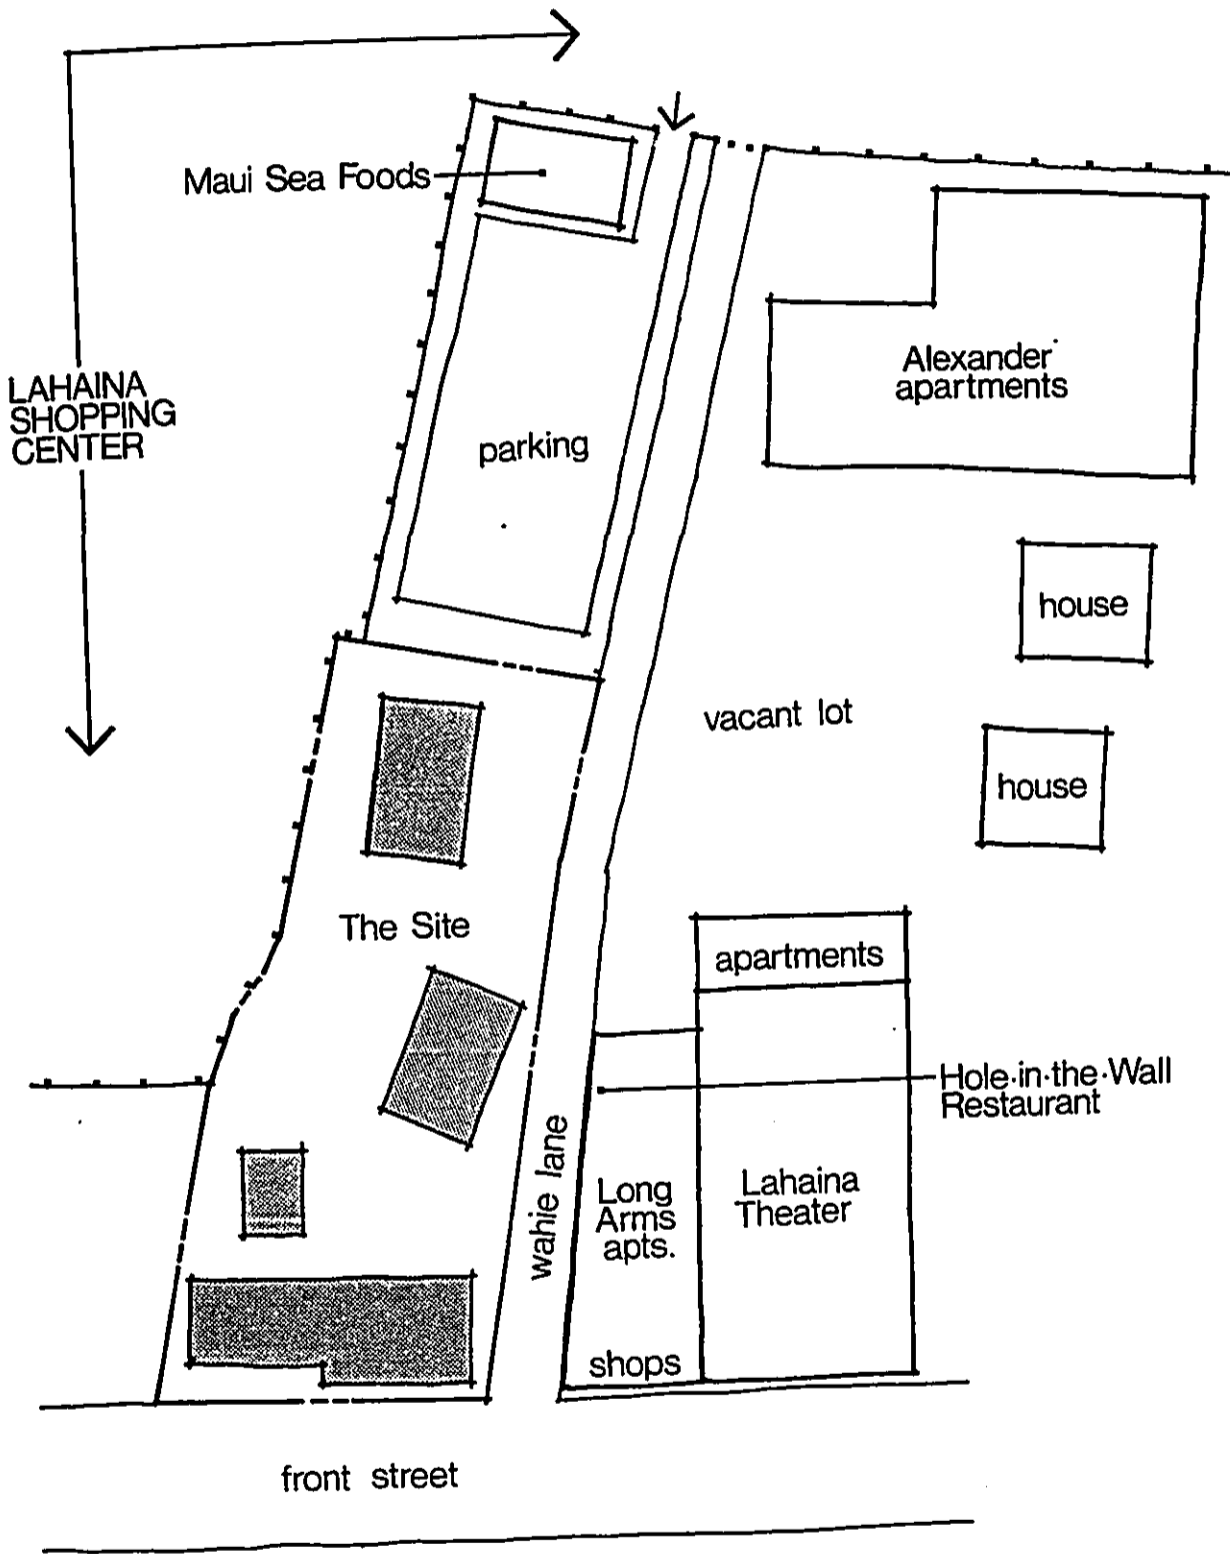 Maui Sea Foods
LAHAINA
SHOPPING
CENTER
Alexander
apartments
parking
house
vacant lot
house
The Site
apartments
Hole·in·the·Wall
Restaurant
wahie lane
Long
Arms
apts.
Lahaina
Theater
shops
front street